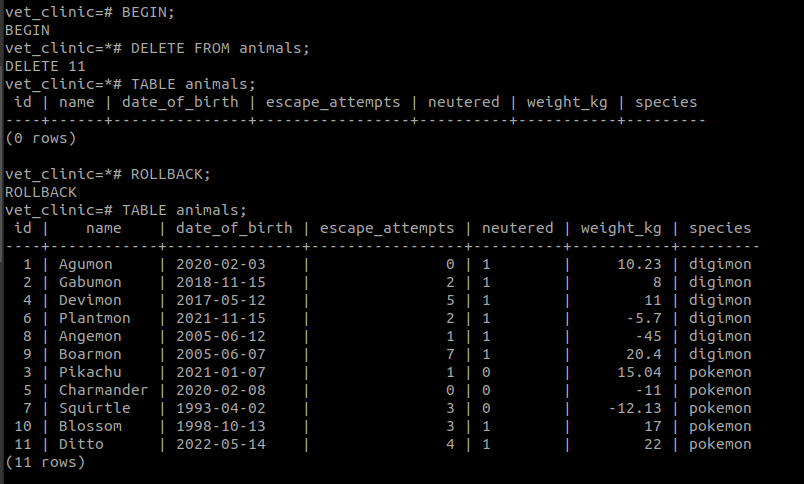 vet_clinic=# BEGIN;
BEGIN
vet_clinic=*# DELETE FROM animals;
DELETE 11
vet_clinic=*# TABLE animals;
 id | name | date_of_birth | escape_attempts | neutered | weight_kg | species
----+------+---------------+-----------------+----------+-----------+---------
(0 rows)

vet_clinic=*# ROLLBACK;
ROLLBACK
vet_clinic=# TABLE animals;
 id |    name    | date_of_birth | escape_attempts | neutered | weight_kg | species
----+------------+---------------+-----------------+----------+-----------+---------
  1 | Agumon     | 2020-02-03    |               0 | 1        |     10.23 | digimon
  2 | Gabumon    | 2018-11-15    |               2 | 1        |         8 | digimon
  4 | Devimon    | 2017-05-12    |               5 | 1        |        11 | digimon
  6 | Plantmon   | 2021-11-15    |               2 | 1        |      -5.7 | digimon
  8 | Angemon    | 2005-06-12    |               1 | 1        |       -45 | digimon
  9 | Boarmon    | 2005-06-07    |               7 | 1        |      20.4 | digimon
  3 | Pikachu    | 2021-01-07    |               1 | 0        |     15.04 | pokemon
  5 | Charmander | 2020-02-08    |               0 | 0        |       -11 | pokemon
  7 | Squirtle   | 1993-04-02    |               3 | 0        |    -12.13 | pokemon
 10 | Blossom    | 1998-10-13    |               3 | 1        |        17 | pokemon
 11 | Ditto      | 2022-05-14    |               4 | 1        |        22 | pokemon
(11 rows)